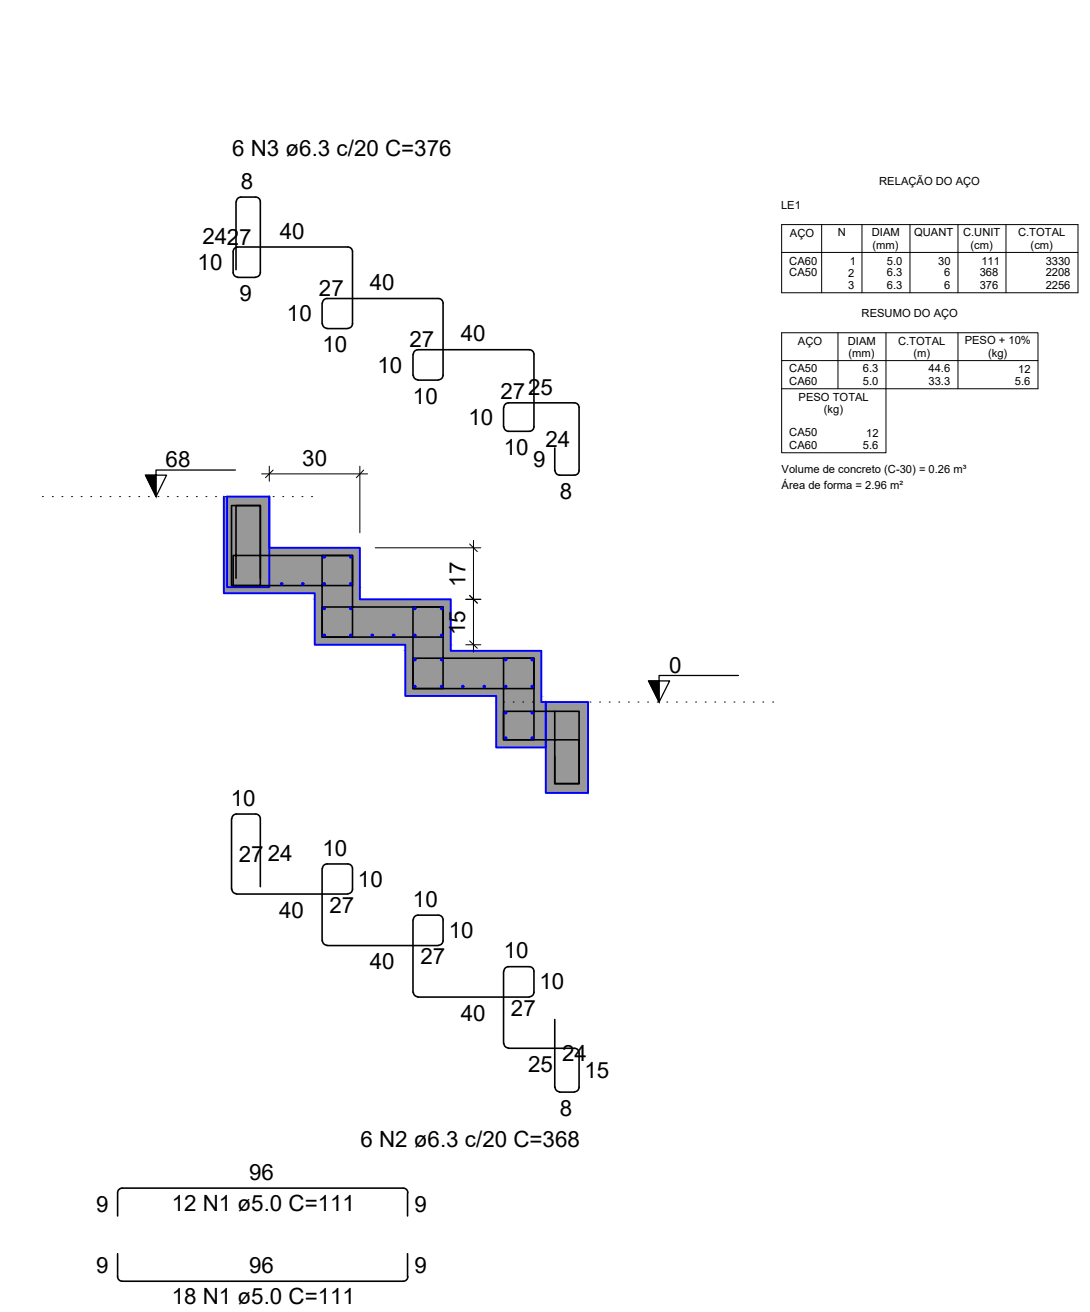 6 N3 ø6.3 c/20 C=376
8
24 27 40
10
9
27 40
10
10
27 40
10
10
27 25
10
10 24
9
8
RELAÇÃO DO AÇO
LE1
AÇO N DIAM (mm) QUANT C.UNIT (cm) C.TOTAL (cm)
CA60 1 5.0 30 111 3330
CA50 2 6.3 6 368 2208
3 6.3 6 376 2256
RESUMO DO AÇO
AÇO DIAM (mm) C.TOTAL (m) PESO + 10% (kg)
CA50 6.3 44.6 12
CA60 5.0 33.3 5.6
PESO TOTAL
(kg)
CA50 12
CA60 5.6
Volume de concreto (C-30) = 0.26 m³
Área de forma = 2.96 m²
68
30
17
15
0
10
27 24
10
10
40 27
10
10
40 27
10
10
40 27
24
25 15
8
6 N2 ø6.3 c/20 C=368
96
9 12 N1 ø5.0 C=111 9
9 96 9
18 N1 ø5.0 C=111